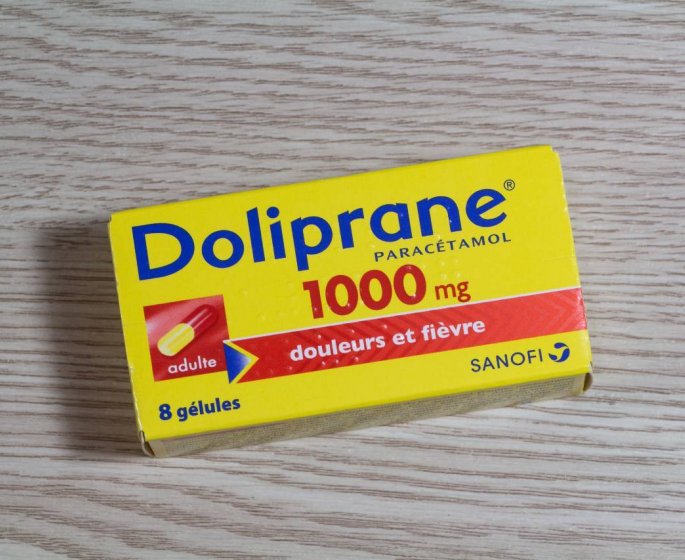 Doliprane®
PARACÉTAMOL
1000 mg
douleurs et fièvre
adulte
SANOFI
8 gélules